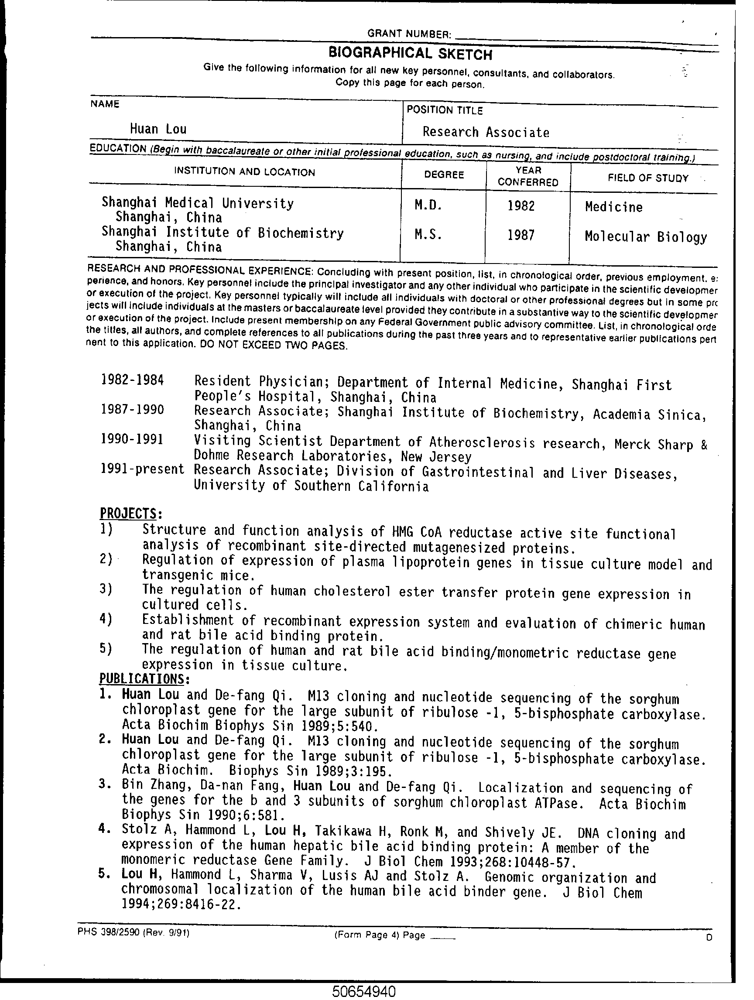 GRANT NUMBER:
BIOGRAPHICAL SKETCH
Give the following information for all new key personnel, consultants, and collaborators.
Copy this page for each person.
NAME
POSITION TITLE
Huan Lou
Research Associate
EDUCATION (Begin with baccalaureate or other initial professional education, such as nursing, and include postdoctoral training.)
INSTITUTION AND LOCATION
DEGREE
YEAR
CONFERRED
FIELD OF STUDY
Shanghai Medical University M.D. 1982 Medicine
Shanghai, China
Shanghai Institute of Biochemistry M.S. 1987 Molecular Biology
Shanghai, China
RESEARCH AND PROFESSIONAL EXPERIENCE: Concluding with present position, list, in chronological order, previous employment, e
perience, and honors. Key personnel include the principal investigator and any other individual who participate in the scientific developmer
or execution of the project. Key personnel typically will include all individuals with doctoral or other professional degrees but in some pro
jects will include individuals at the masters or baccalaureate level provided they contribute in a substantive way to the scientific developmer
or execution of the project. Include present membership on any Federal Government public advisory committee. List, in chronological orde
the titles, all authors, and complete references to all publications during the past three years and to representative earlier publications pert
nent to this application. DO NOT EXCEED TWO PAGES.
1982-1984 Resident Physician; Department of Internal Medicine, Shanghai First
People's Hospital, Shanghai, China
1987-1990 Research Associate; Shanghai Institute of Biochemistry, Academia Sinica,
Shanghai, China
1990-1991 Visiting Scientist Department of Atherosclerosis research, Merck Sharp &
Dohme Research Laboratories, New Jersey
1991-present Research Associate; Division of Gastrointestinal and Liver Diseases,
University of Southern California
PROJECTS:
1) Structure and function analysis of HMG CoA reductase active site functional
analysis of recombinant site-directed mutagenesized proteins.
2) Regulation of expression of plasma lipoprotein genes in tissue culture model and
transgenic mice.
3) The regulation of human cholesterol ester transfer protein gene expression in
cultured cells.
4) Establishment of recombinant expression system and evaluation of chimeric human
and rat bile acid binding protein.
5) The regulation of human and rat bile acid binding/monometric reductase gene
expression in tissue culture.
PUBLICATIONS:
1. Huan Lou and De-fang Qi. M13 cloning and nucleotide sequencing of the sorghum
chloroplast gene for the large subunit of ribulose -1, 5-bisphosphate carboxylase.
Acta Biochim Biophys Sin 1989;5:540.
2. Huan Lou and De-fang Qi. M13 cloning and nucleotide sequencing of the sorghum
chloroplast gene for the large subunit of ribulose -1, 5-bisphosphate carboxylase.
Acta Biochim. Biophys Sin 1989;3:195.
3. Bin Zhang, Da-nan Fang, Huan Lou and De-fang Qi. Localization and sequencing of
the genes for the b and 3 subunits of sorghum chloroplast ATPase. Acta Biochim
Biophys Sin 1990;6:581.
4. Stolz A, Hammond L, Lou H, Takikawa H, Ronk M, and Shively JE. DNA cloning and
expression of the human hepatic bile acid binding protein: A member of the
monomeric reductase Gene Family. J Biol Chem 1993;268:10448-57.
5. Lou H, Hammond L, Sharma V, Lusis AJ and Stolz A. Genomic organization and
chromosomal localization of the human bile acid binder gene. J Biol Chem
1994;269:8416-22.
PHS 398/2590 (Rev. 9/91) (Form Page 4) Page D
50654940